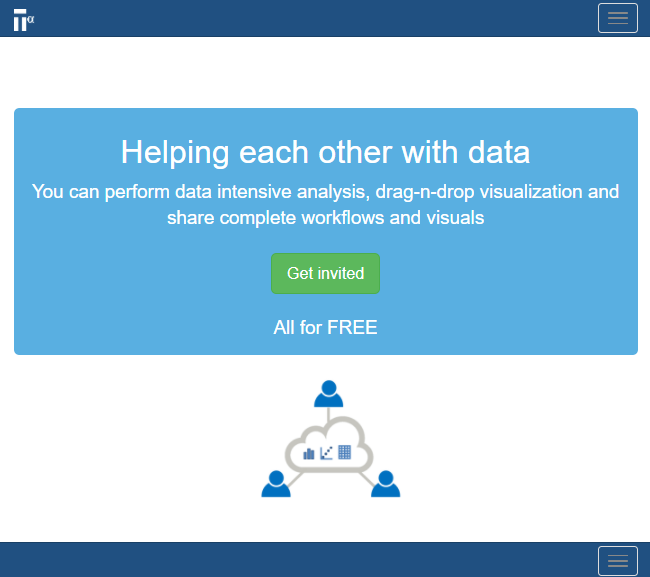 α
Helping each other with data
You can perform data intensive analysis, drag-n-drop visualization and
share complete workflows and visuals
Get invited
All for FREE